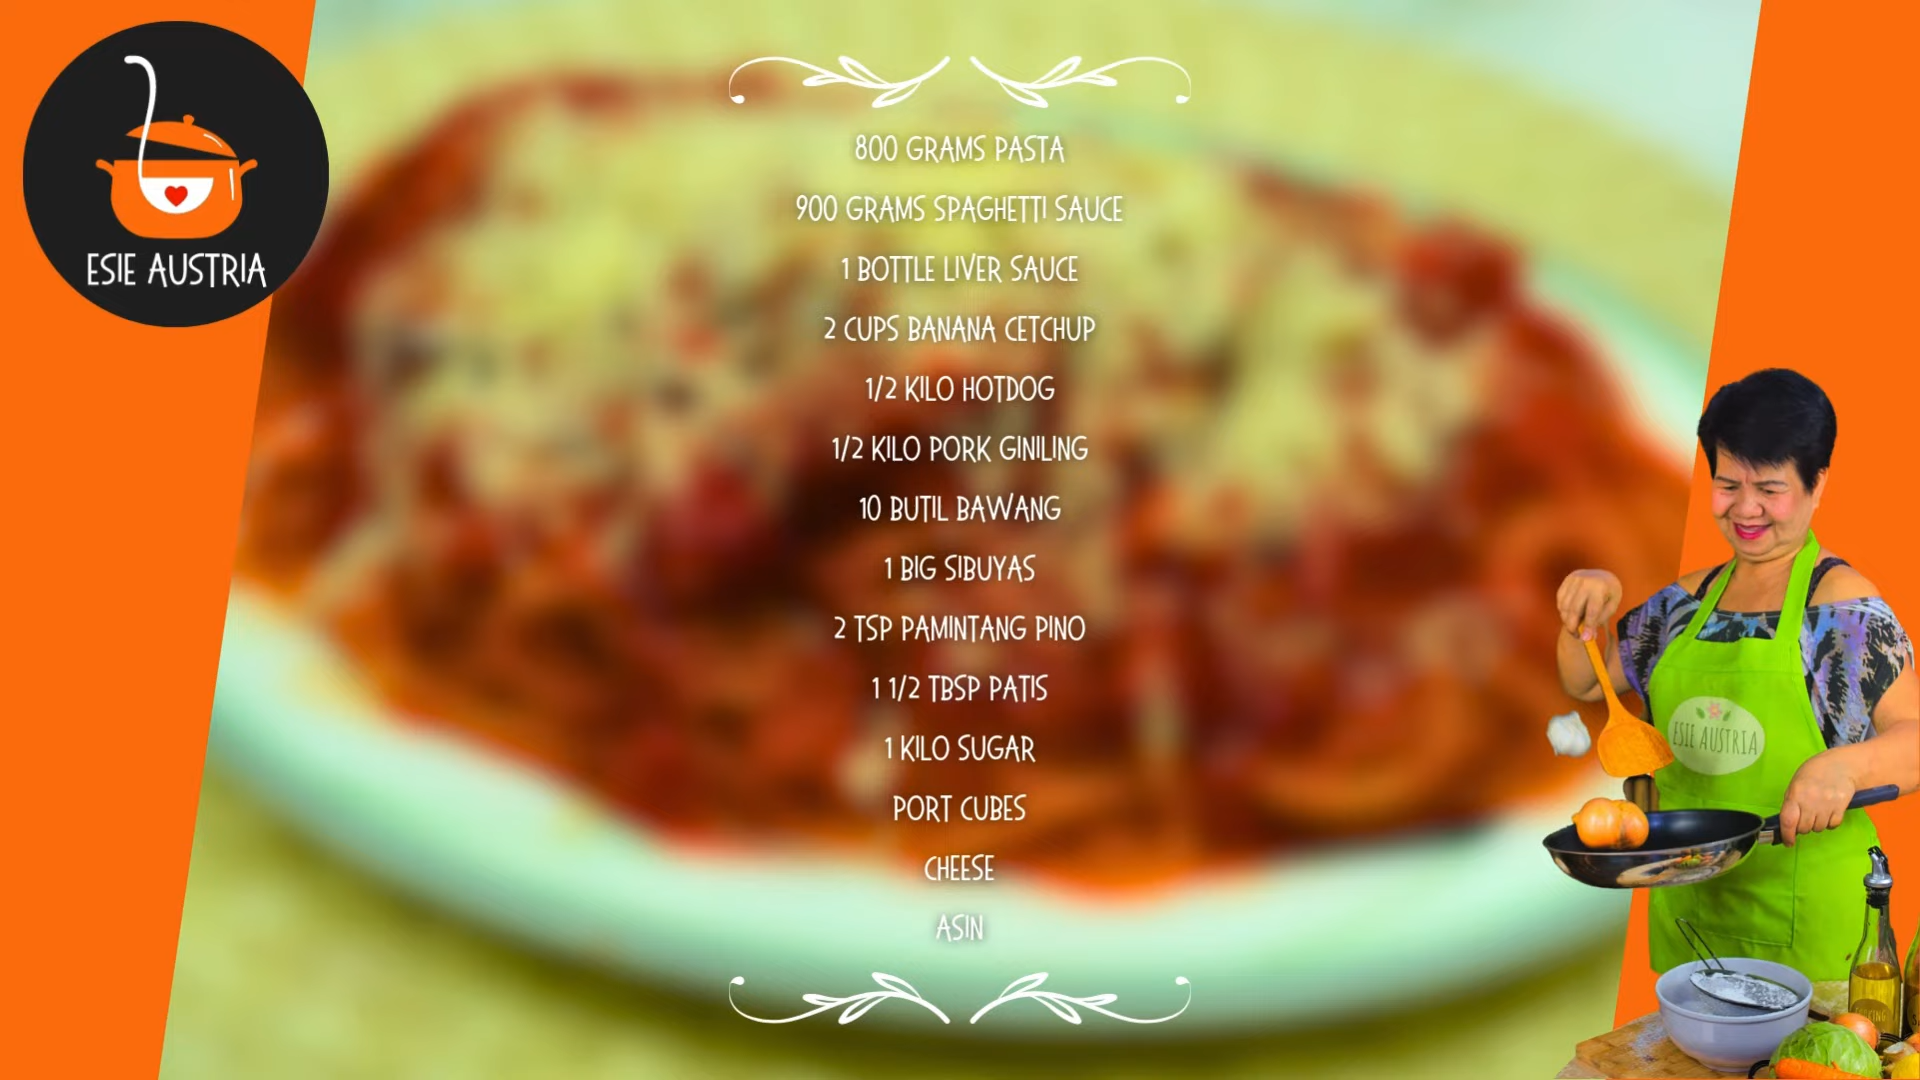 ESIE AUSTRIA
800 GRAMS PASTA
900 GRAMS SPAGHETTI SAUCE
1 BOTTLE LIVER SAUCE
2 CUPS BANANA CETCHUP
1/2 KILO HOTDOG
1/2 KILO PORK GINILING
10 BUTIL BAWANG
1 BIG SIBUYAS
2 TSP PAMINTANG PINO
1 1/2 TBSP PATIS
1 KILO SUGAR
PORT CUBES
CHEESE
ASIN
ESIE AUSTRIA